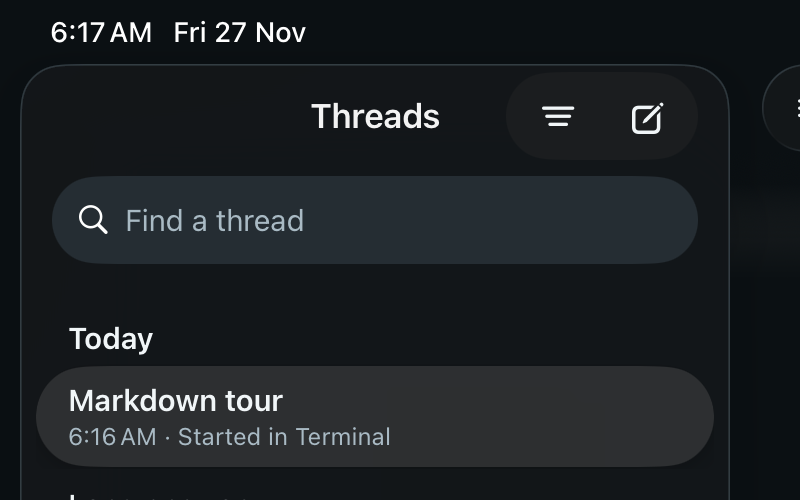 6:17 AM Fri 27 Nov
Threads
Find a thread
Today
Markdown tour
6:16 AM · Started in Terminal